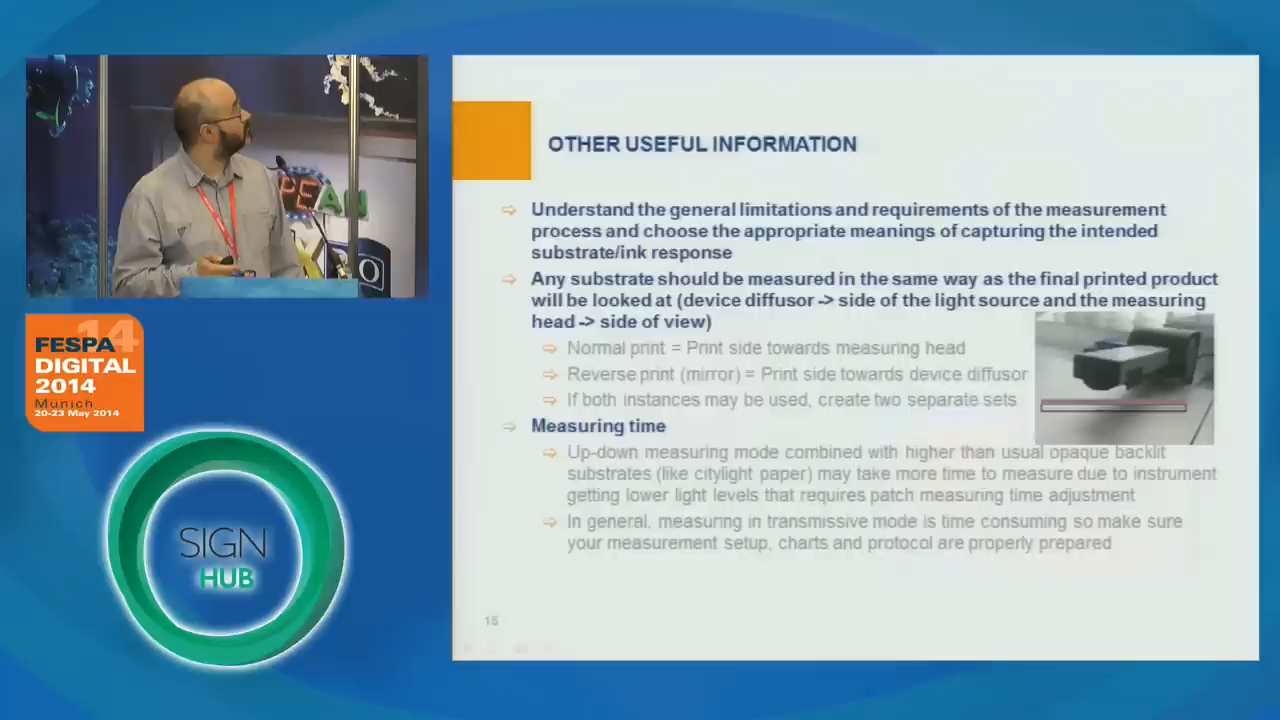 OTHER USEFUL INFORMATION
Understand the general limitations and requirements of the measurement
process and choose the appropriate meanings of capturing the intended
substrate/ink response
Any substrate should be measured in the same way as the final printed product
will be looked at (device diffusor -> side of the light source and the measuring
head -> side of view)
Normal print = Print side towards measuring head
Reverse print (mirror) = Print side towards device diffusor
If both instances may be used, create two separate sets
Measuring time
Up-down measuring mode combined with higher than usual opaque backlit
substrates (like citylight paper) may take more time to measure due to instrument
getting lower light levels that requires patch measuring time adjustment
In general, measuring in transmissive mode is time consuming so make sure
your measurement setup, charts and protocol are properly prepared
15
PEAN
14
FESPA
DIGITAL
2014
Munich
20-23 May 2014
SIGN
HUB